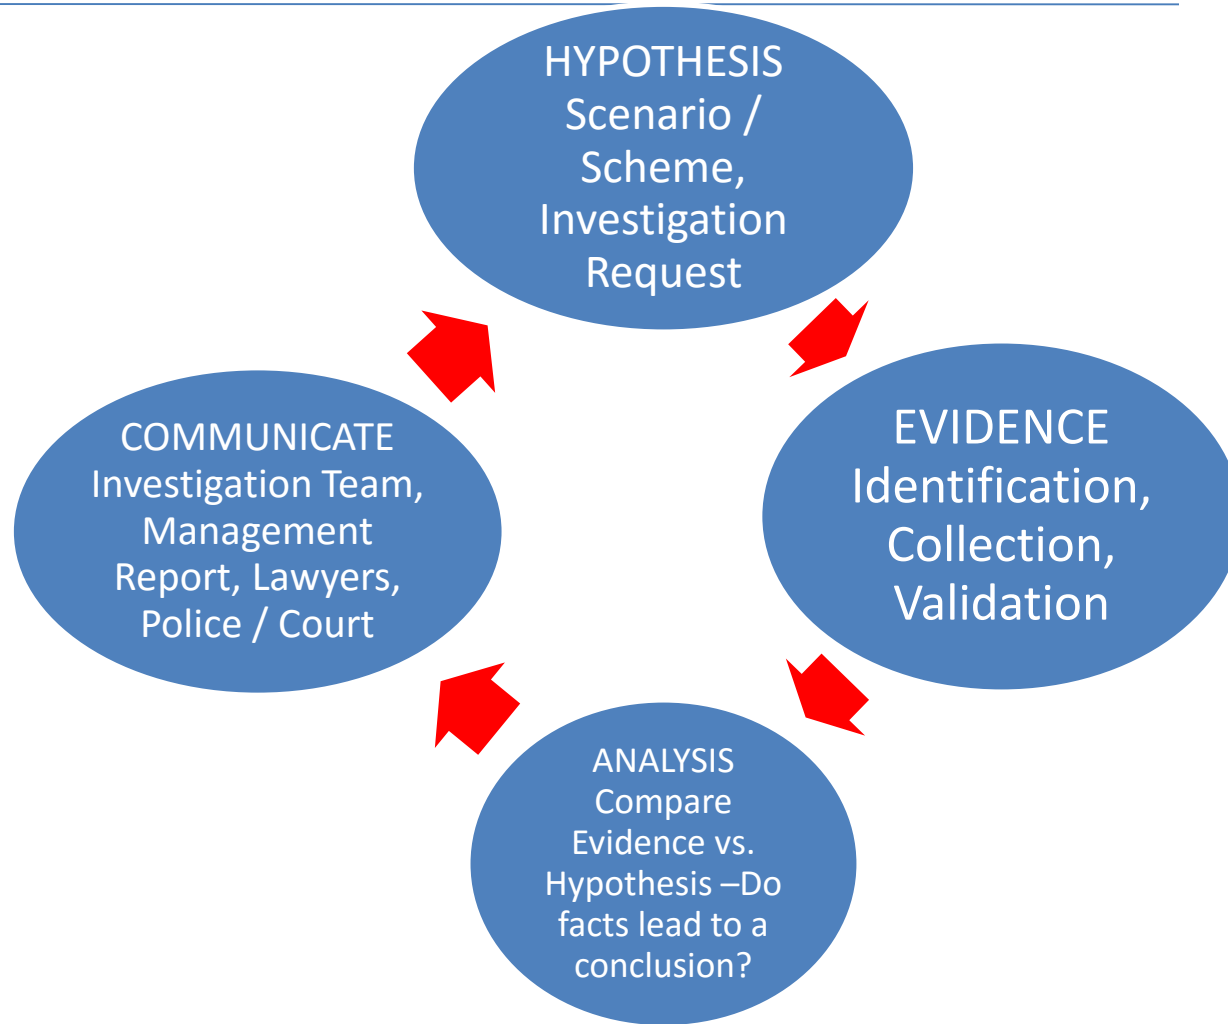 HYPOTHESIS
Scenario /
Scheme,
Investigation
Request
EVIDENCE
Identification,
Collection,
Validation
ANALYSIS
Compare
Evidence vs.
Hypothesis –Do
facts lead to a
conclusion?
COMMUNICATE
Investigation Team,
Management
Report, Lawyers,
Police / Court